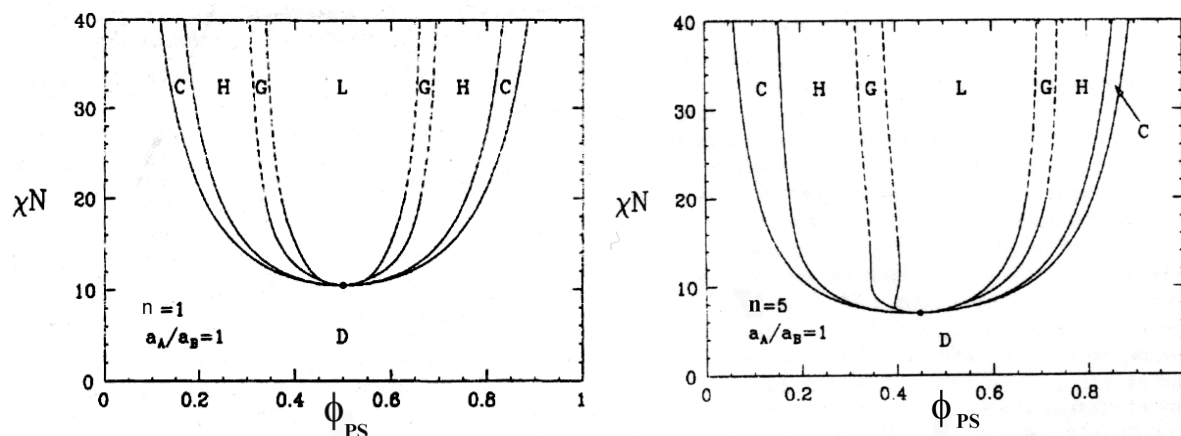 40
30
20
10
0
χN
C H G L G H C
n=1
a_A/a_B=1
D
0 0.2 0.4 0.6 0.8 1
ϕ_PS
40
30
20
10
0
χN
C H G L G H
C
n=5
a_A/a_B=1
D
0 0.2 0.4 0.6 0.8
ϕ_PS